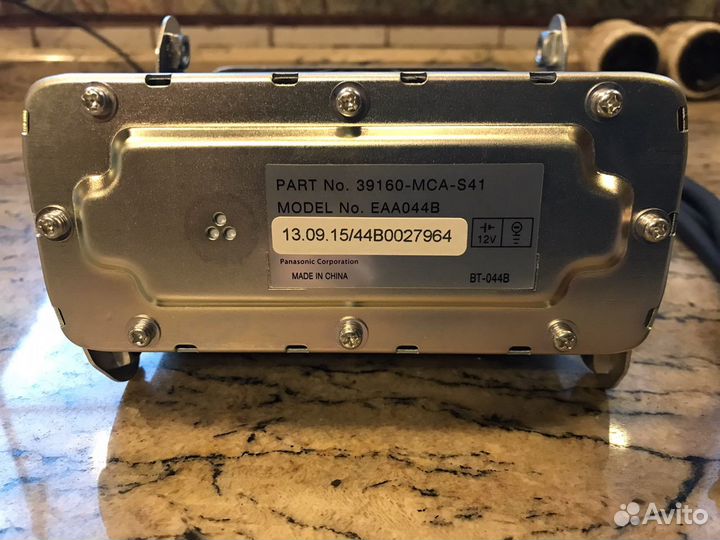 PART No. 39160-MCA-S41
MODEL No. EAA044B
13.09.15/44B0027964
12V
Panasonic Corporation
MADE IN CHINA
BT-044B
Avito